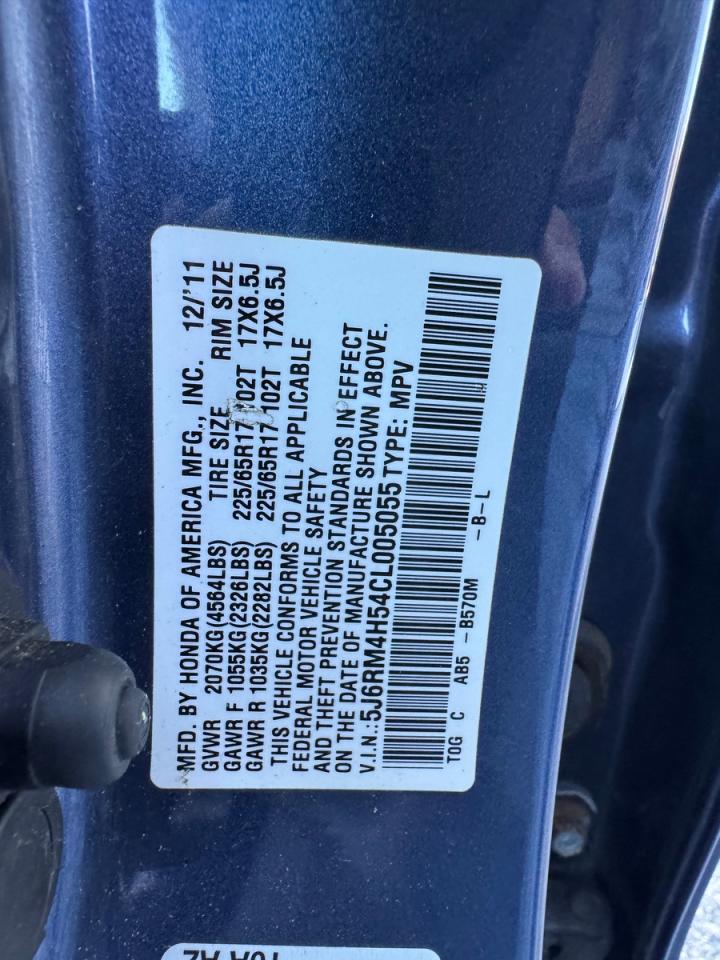 MFD. BY HONDA OF AMERICA MFG., INC. 12/'11
GVWR 2070KG(4564LBS) TIRE SIZE RIM SIZE
GAWR F 1055KG(2326LBS) 225/65R17 102T 17X6.5J
GAWR R 1035KG(2282LBS) 225/65R17 102T 17X6.5J
THIS VEHICLE CONFORMS TO ALL APPLICABLE
FEDERAL MOTOR VEHICLE SAFETY
AND THEFT PREVENTION STANDARDS IN EFFECT
ON THE DATE OF MANUFACTURE SHOWN ABOVE.
V.I.N.:5J6RM4H54CL005055 TYPE: MPV
TOG C AB5 -B570M -B-L